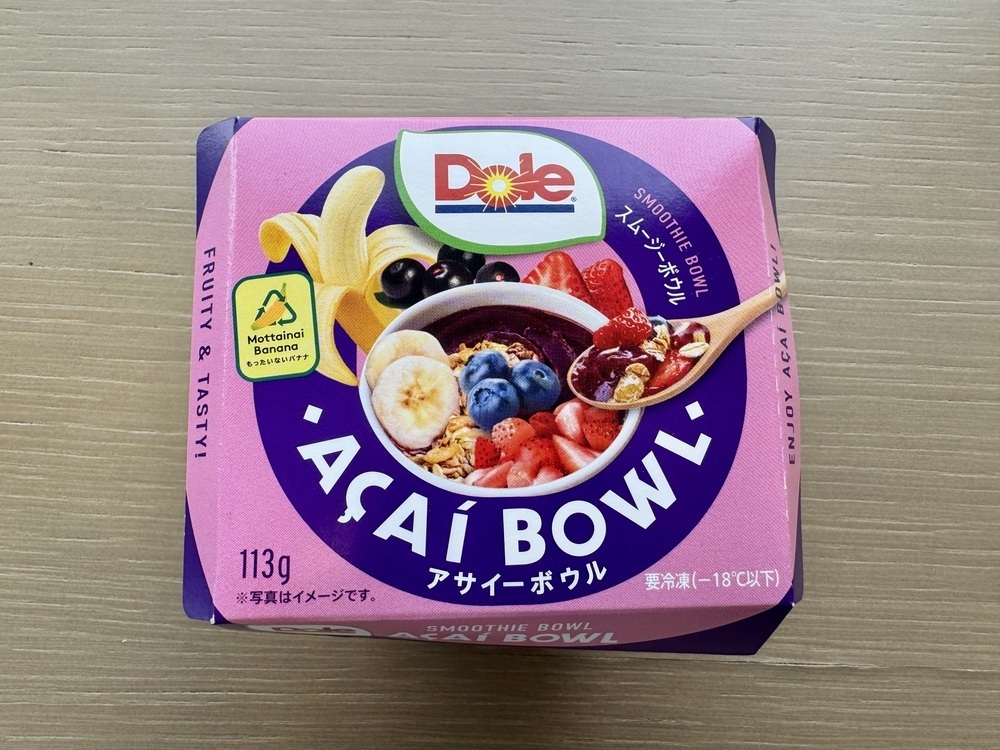 Dole
SMOOTHIE BOWL
スムージーボウル
Mottainai
Banana
もったいないバナナ
FRUITY & TASTY!
ENJOY AÇAÍ BOWL!
AÇAÍ BOWL
アサイーボウル
113g
※写真はイメージです。
要冷凍(－18℃以下)
Dole
SMOOTHIE BOWL
AÇAÍ BOWL